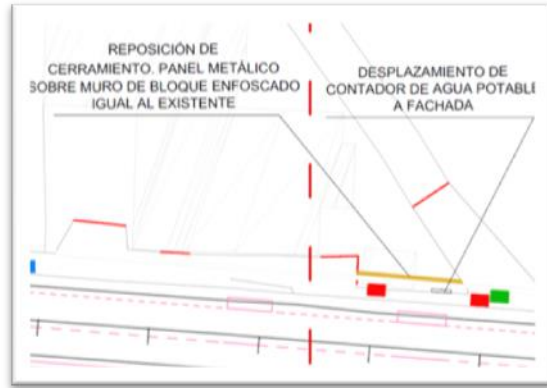 REPOSICIÓN DE
CERRAMIENTO. PANEL METÁLICO
SOBRE MURO DE BLOQUE ENFOSCADO
IGUAL AL EXISTENTE
DESPLAZAMIENTO DE
CONTADOR DE AGUA POTABLE
A FACHADA